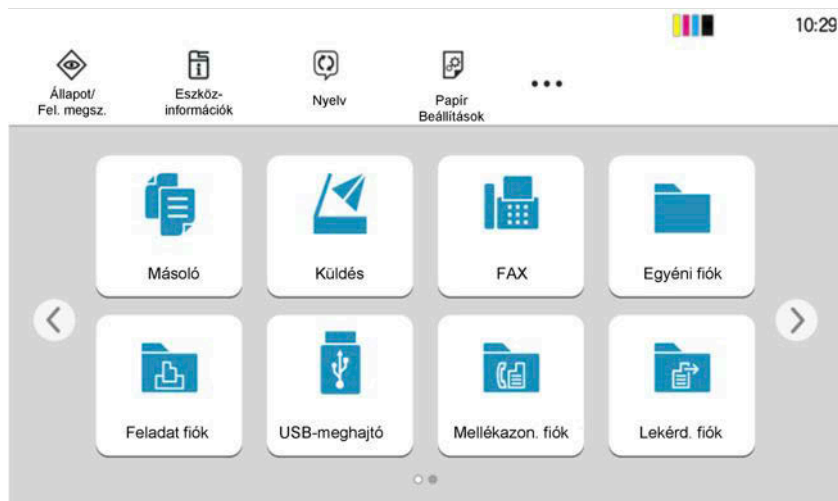 10:29
Állapot/
Fel. megsz.
Eszköz-
információk
Nyelv
Papír
Beállítások
Másoló
Küldés
FAX
Egyéni fiók
Feladat fiók
USB-meghajtó
Mellékazon. fiók
Lekérd. fiók